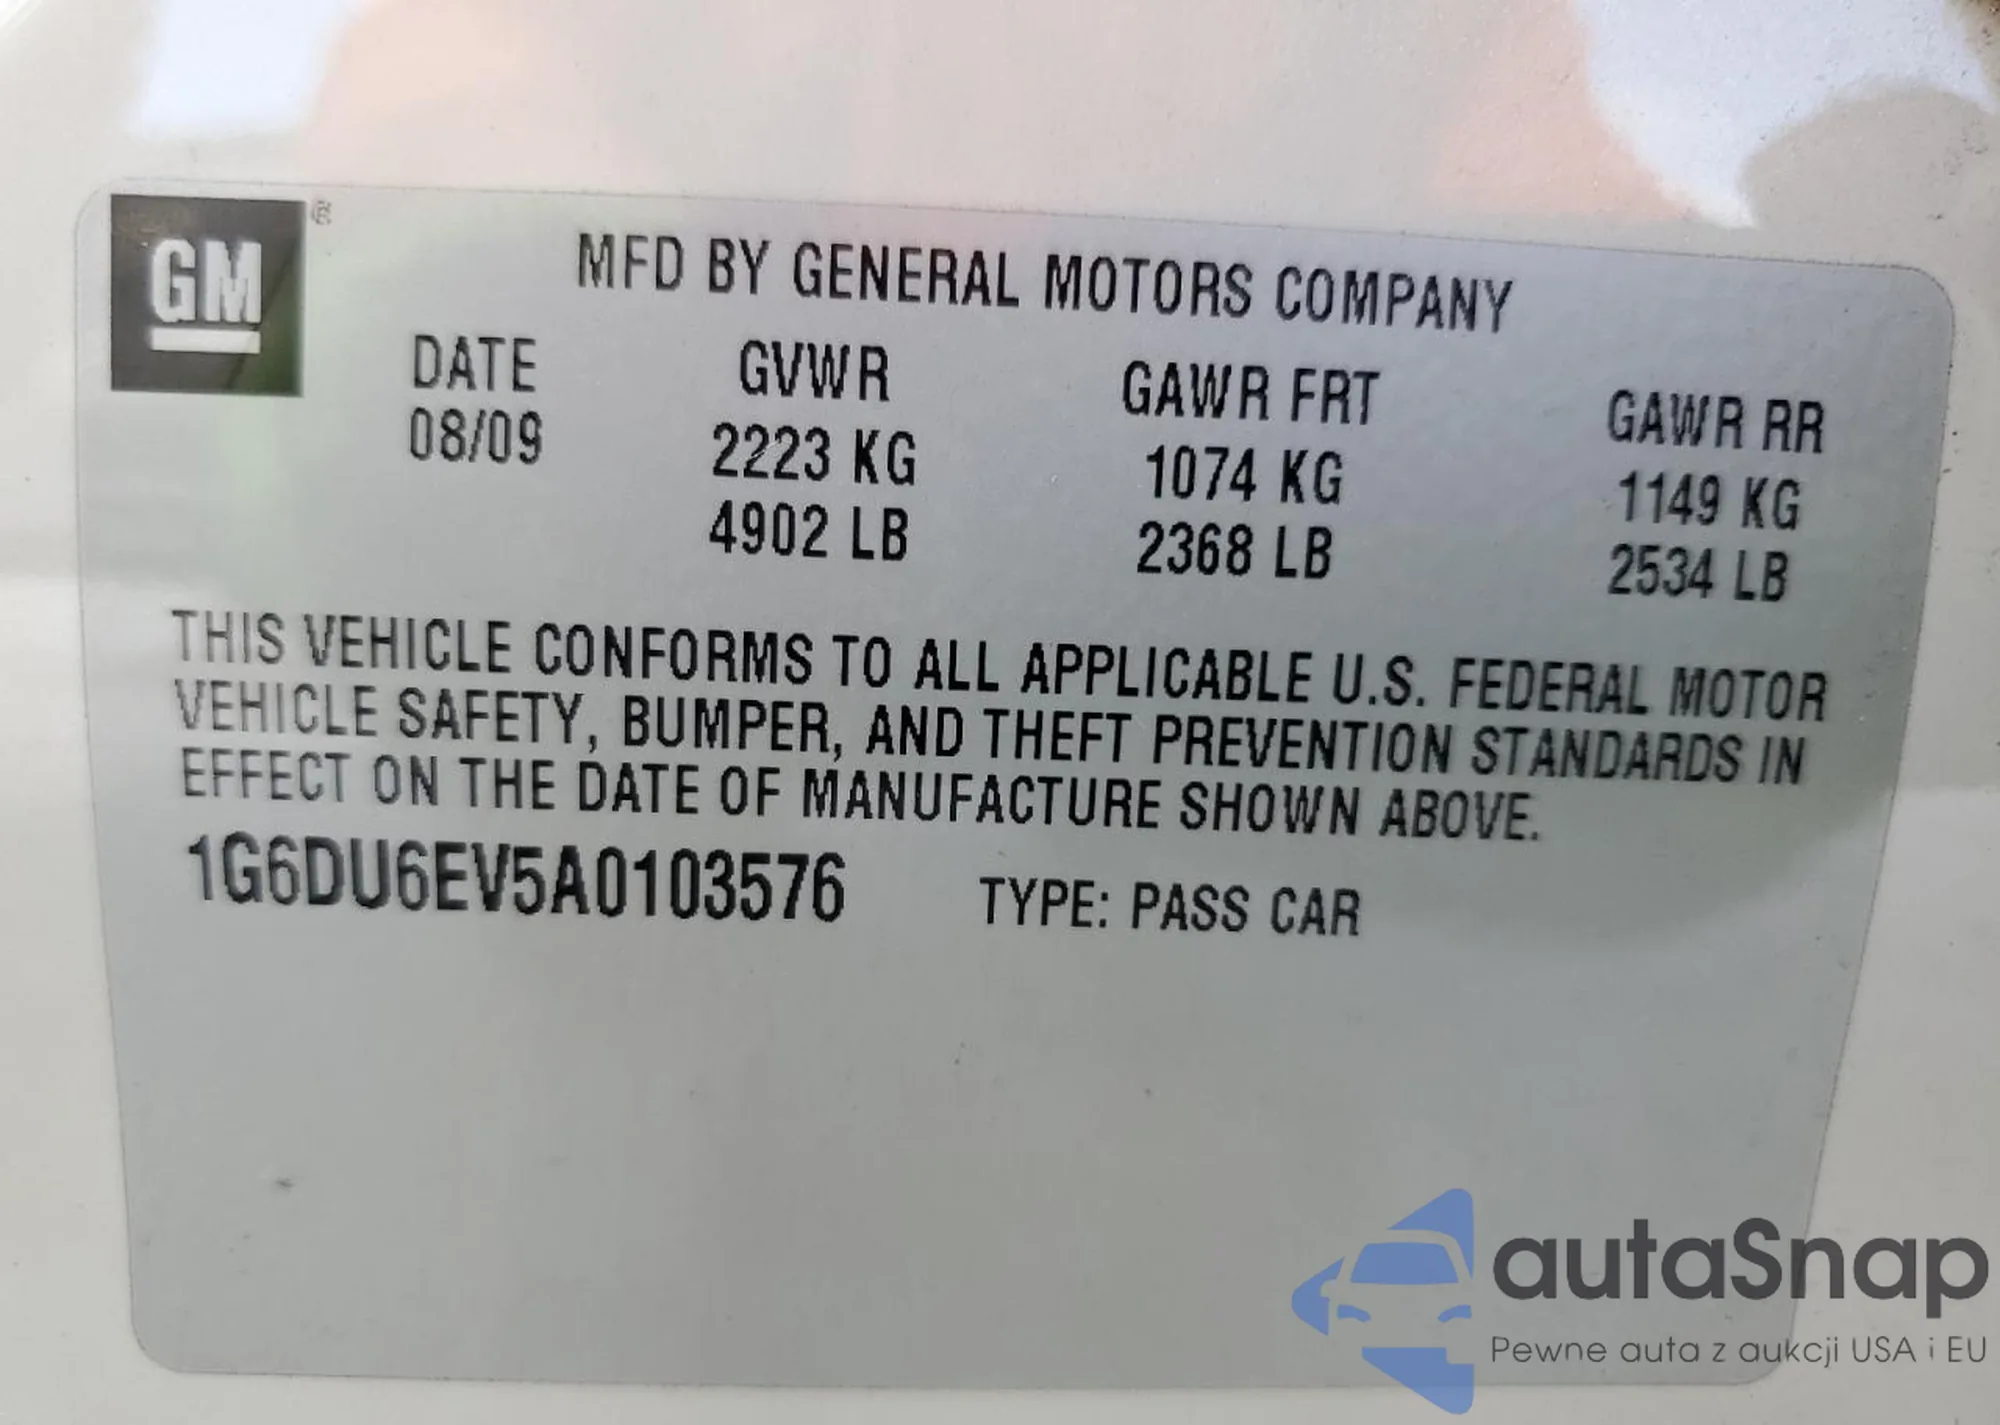 GM ®
MFD BY GENERAL MOTORS COMPANY
DATE GVWR GAWR FRT GAWR RR
08/09 2223 KG 1074 KG 1149 KG
4902 LB 2368 LB 2534 LB
THIS VEHICLE CONFORMS TO ALL APPLICABLE U.S. FEDERAL MOTOR
VEHICLE SAFETY, BUMPER, AND THEFT PREVENTION STANDARDS IN
EFFECT ON THE DATE OF MANUFACTURE SHOWN ABOVE.
1G6DU6EV5A0103576 TYPE: PASS CAR
autaSnap
Pewne auta z aukcji USA i EU